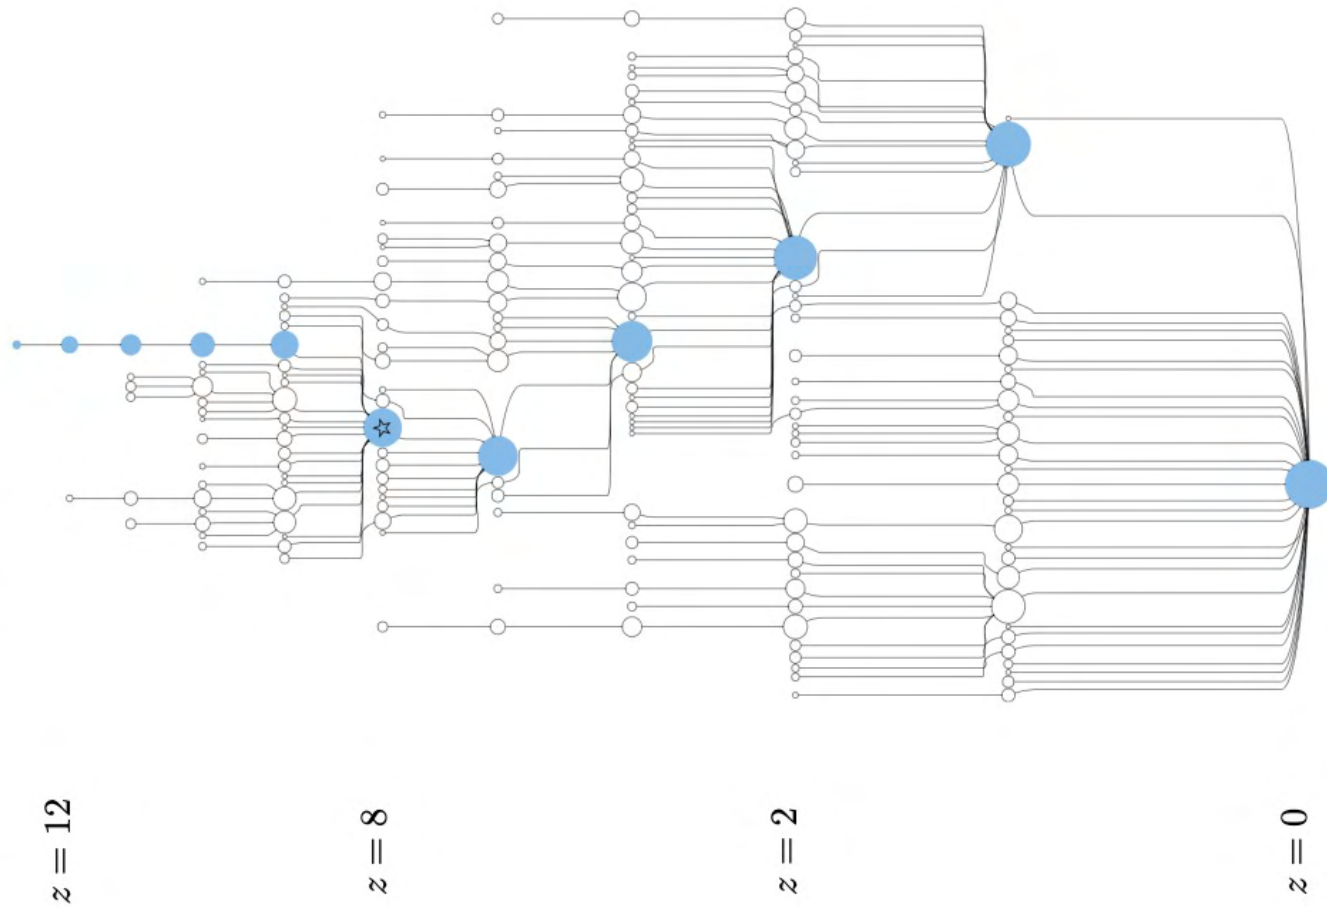 z = 12
z = 8
z = 2
z = 0